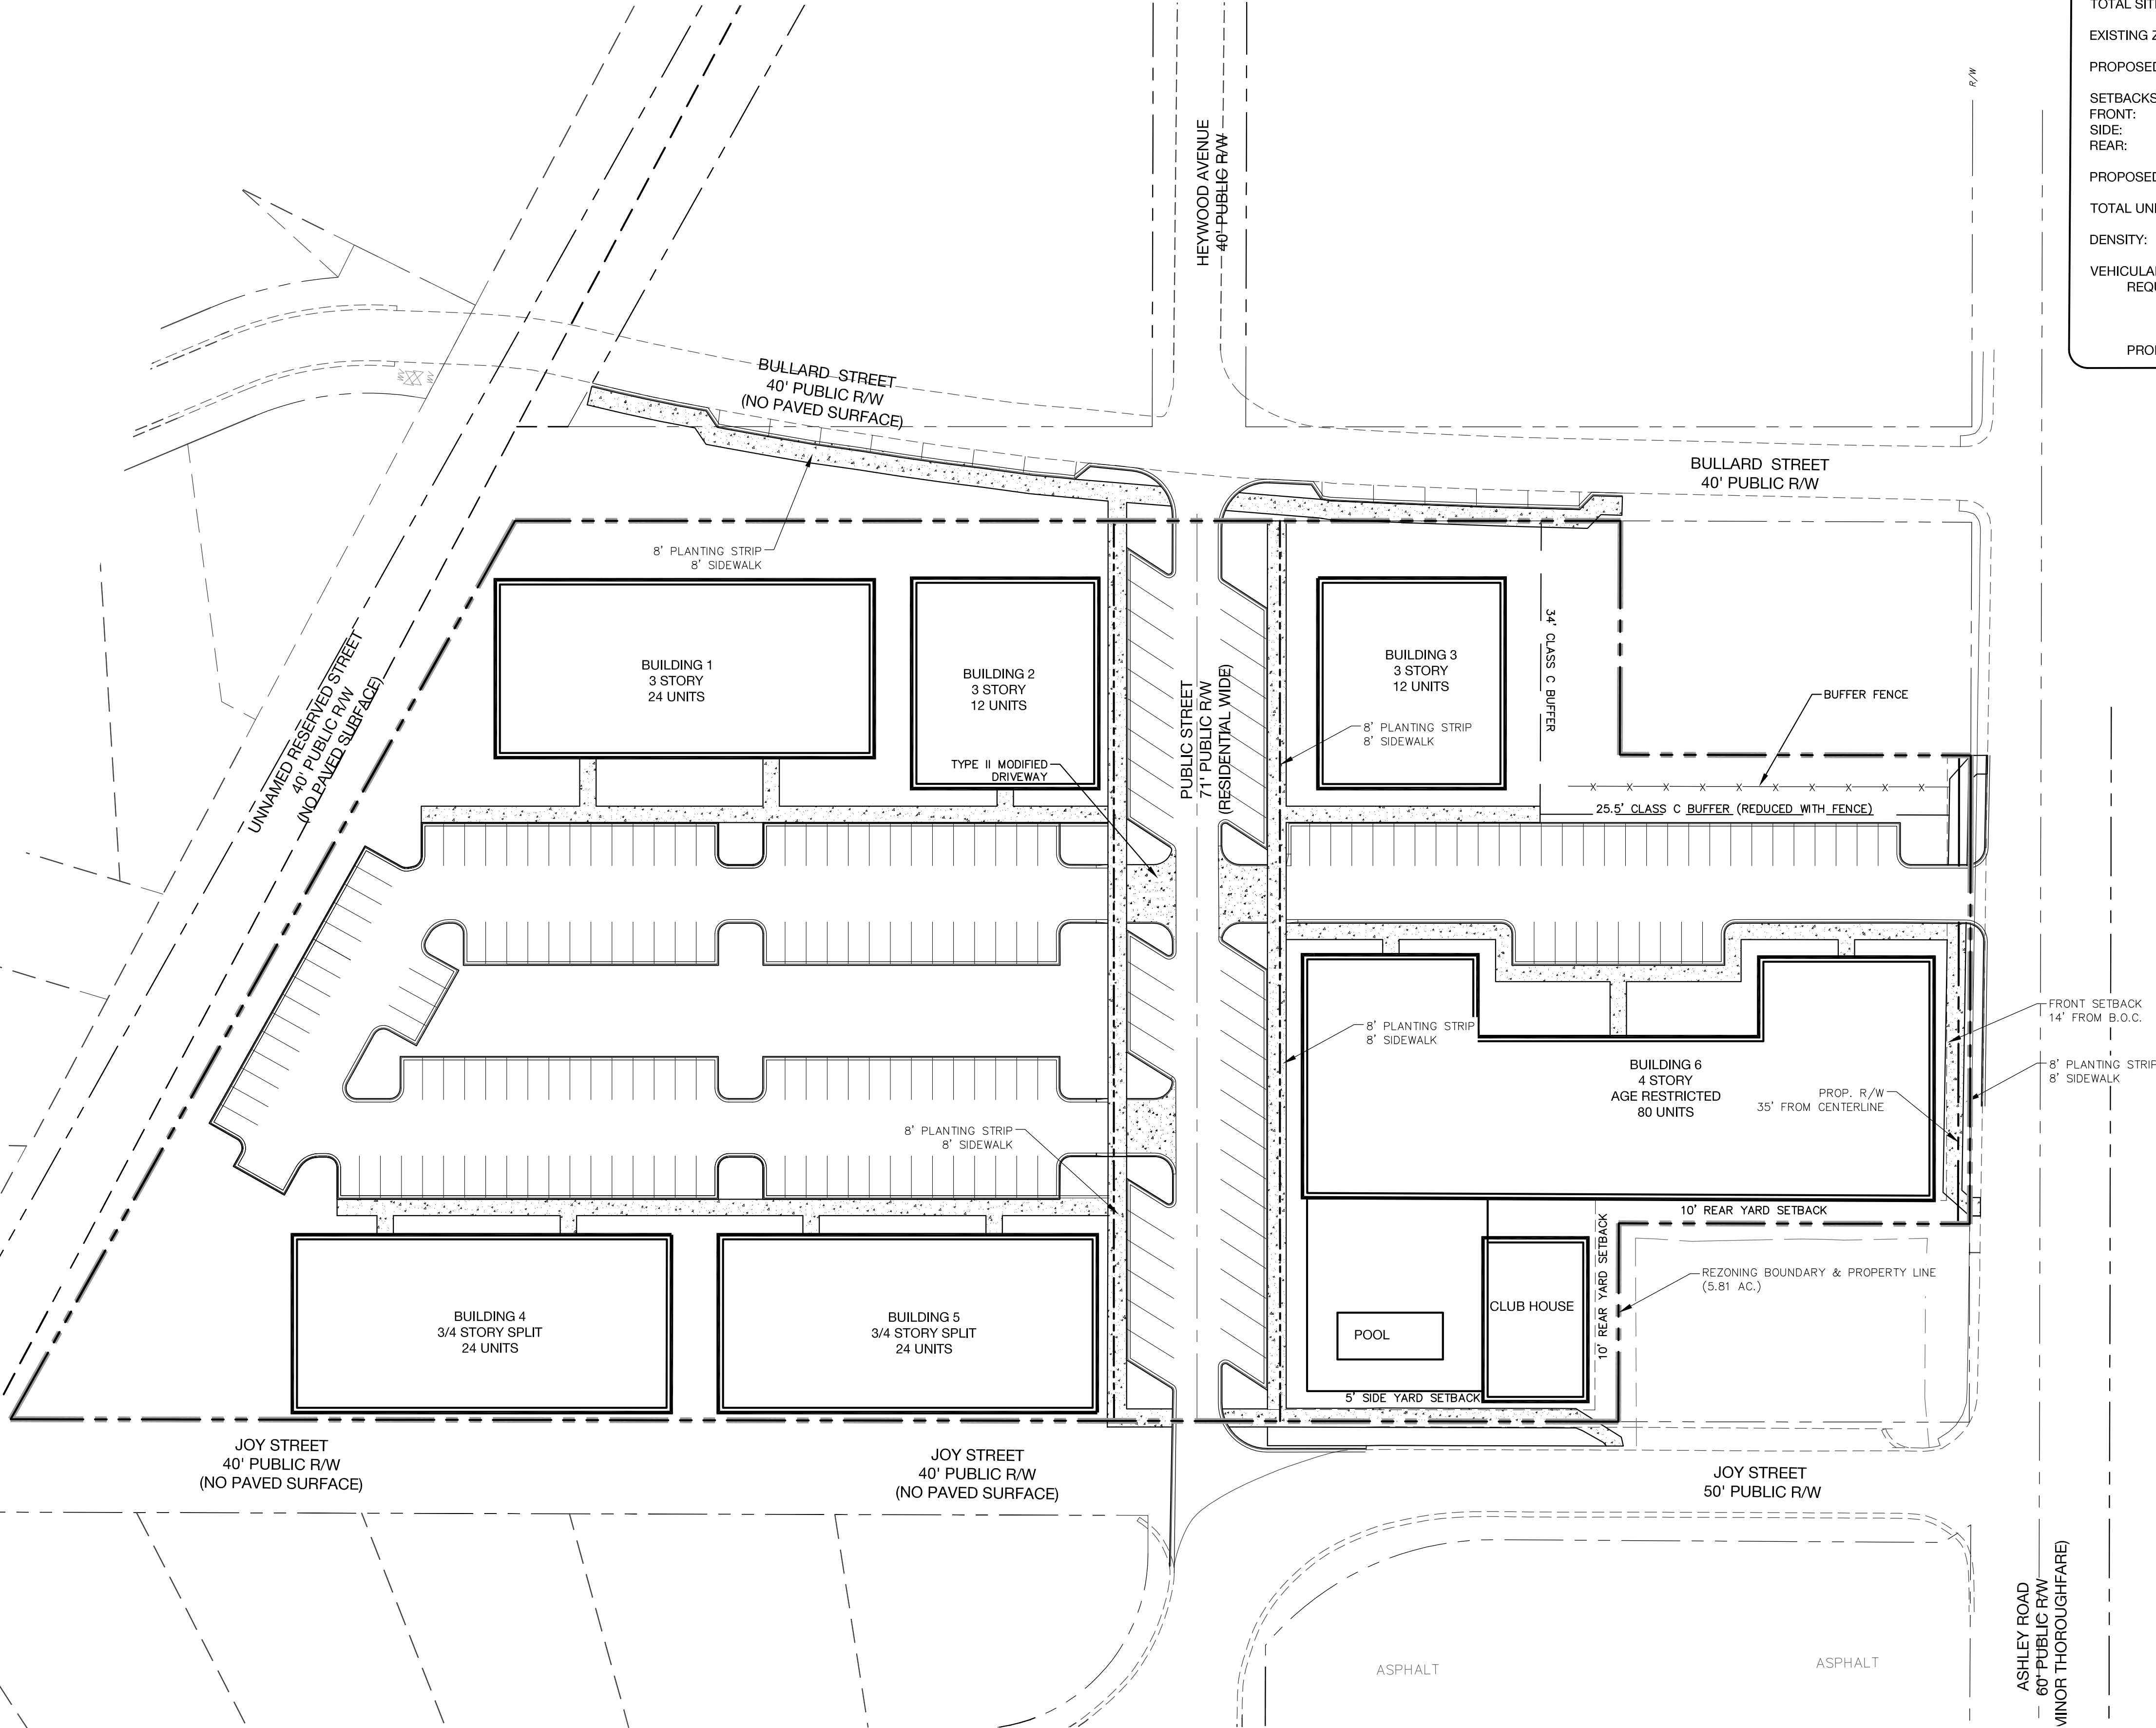 TOTAL SIT
EXISTING
PROPOSED
SETBACKS
FRONT:
SIDE:
REAR:
PROPOSED
TOTAL UNI
DENSITY:
VEHICULA
REQU
PRO
R/W
HEYWOOD AVENUE
40' PUBLIC R/W
BULLARD STREET
40' PUBLIC R/W
(NO PAVED SURFACE)
BULLARD STREET
40' PUBLIC R/W
8' PLANTING STRIP
8' SIDEWALK
UNNAMED RESERVED STREET
40' PUBLIC R/W
(NO PAVED SURFACE)
BUILDING 1
3 STORY
24 UNITS
BUILDING 2
3 STORY
12 UNITS
TYPE II MODIFIED
DRIVEWAY
PUBLIC STREET
71' PUBLIC R/W
(RESIDENTIAL WIDE)
BUILDING 3
3 STORY
12 UNITS
34' CLASS C BUFFER
8' PLANTING STRIP
8' SIDEWALK
BUFFER FENCE
X X X X X X X X X X
25.5' CLASS C BUFFER (REDUCED WITH FENCE)
8' PLANTING STRIP
8' SIDEWALK
BUILDING 6
4 STORY
AGE RESTRICTED
80 UNITS
FRONT SETBACK
14' FROM B.O.C.
8' PLANTING STRIP
8' SIDEWALK
PROP. R/W
35' FROM CENTERLINE
8' PLANTING STRIP
8' SIDEWALK
10' REAR YARD SETBACK
10' REAR YARD SETBACK
REZONING BOUNDARY & PROPERTY LINE
(5.81 AC.)
BUILDING 4
3/4 STORY SPLIT
24 UNITS
BUILDING 5
3/4 STORY SPLIT
24 UNITS
POOL
CLUB HOUSE
5' SIDE YARD SETBACK
JOY STREET
40' PUBLIC R/W
(NO PAVED SURFACE)
JOY STREET
40' PUBLIC R/W
(NO PAVED SURFACE)
JOY STREET
50' PUBLIC R/W
ASPHALT
ASPHALT
ASHLEY ROAD
60' PUBLIC R/W
MINOR THOROUGHFARE)